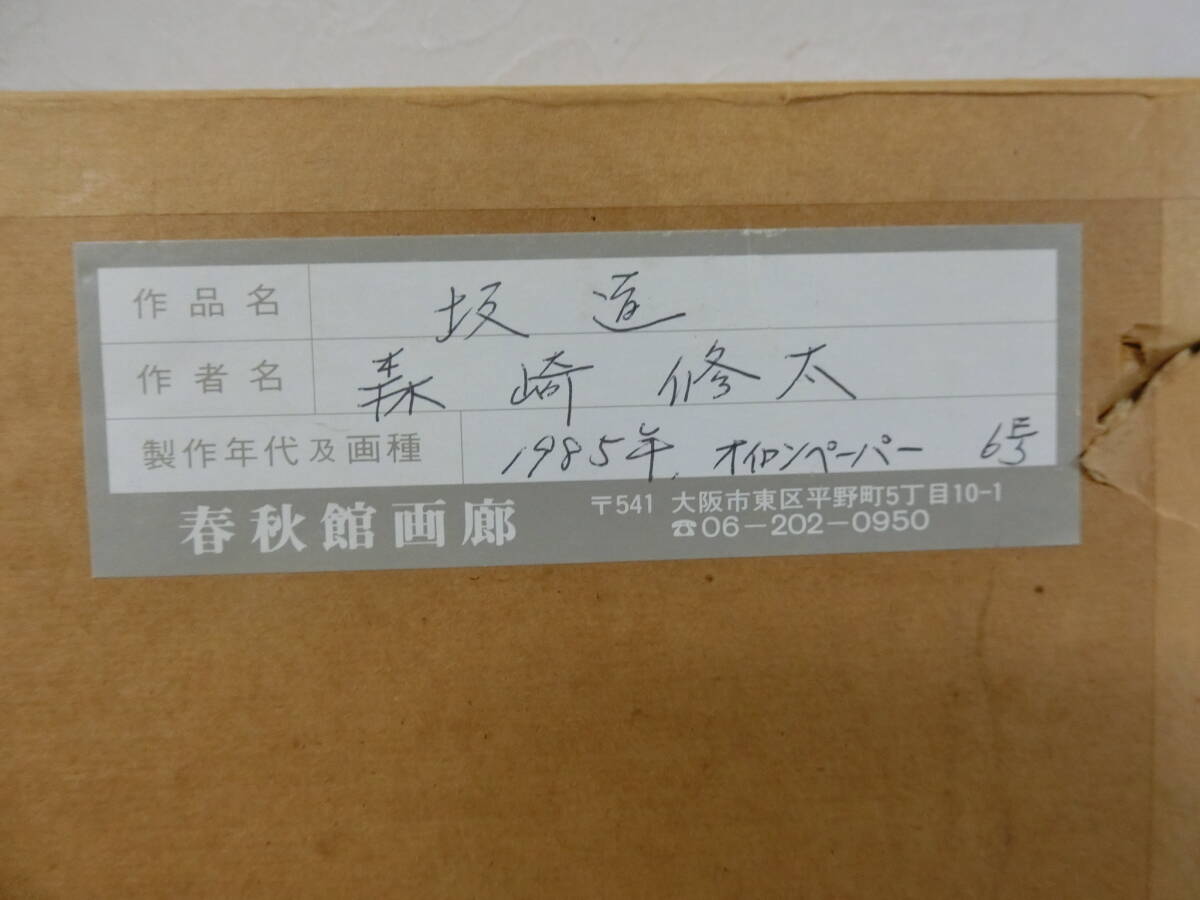 作品名 坂道
作者名 森崎修太
製作年代及画種 1985年, オイロンペーパー 6号
春秋館画廊 〒541 大阪市東区平野町5丁目10-1
☎06-202-0950